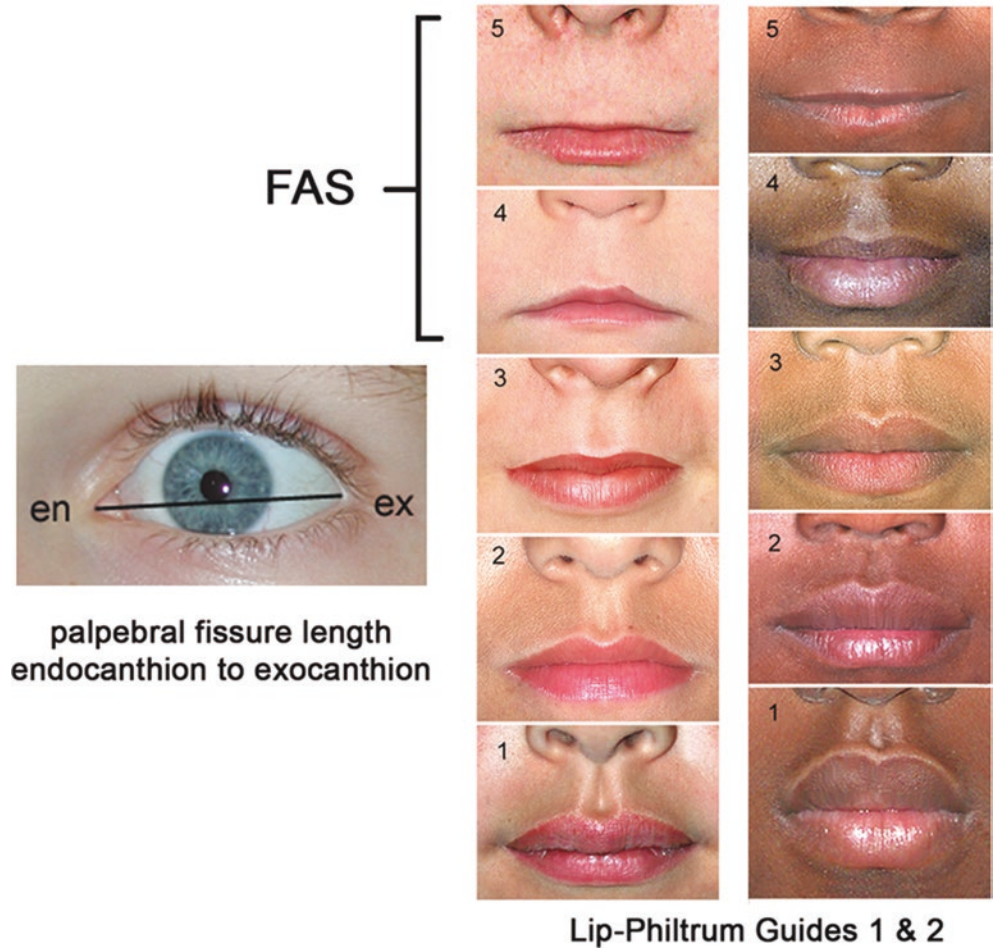 FAS
5
4
3
2
1
5
4
3
2
1
en
ex
palpebral fissure length
endocanthion to exocanthion
Lip-Philtrum Guides 1 & 2